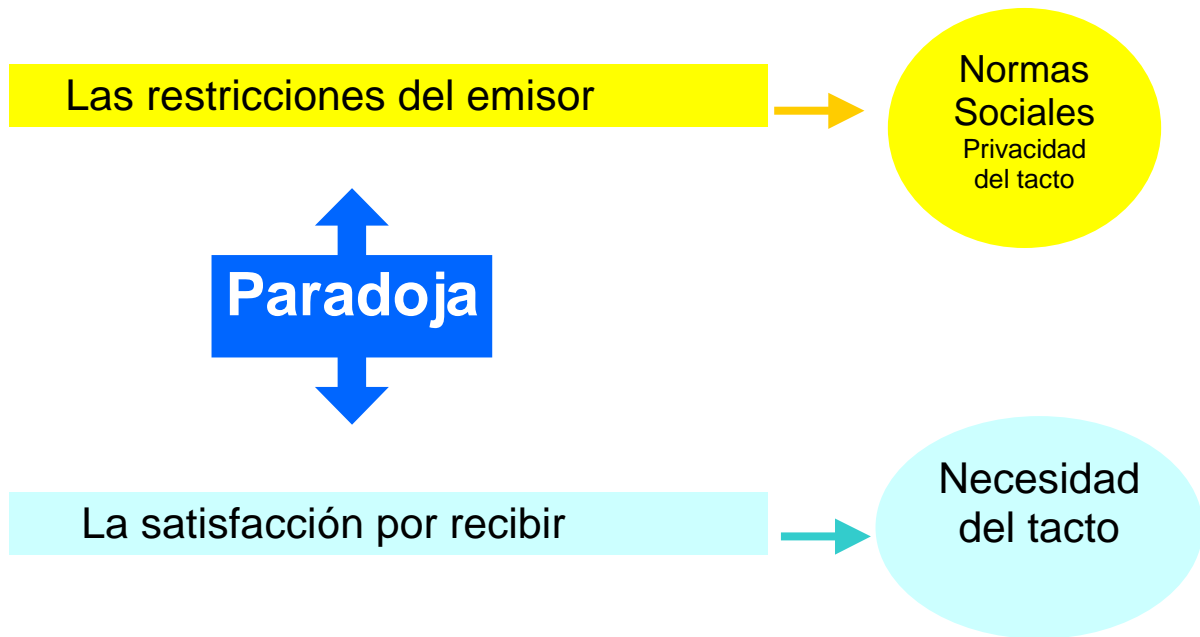 Las restricciones del emisor
Normas
Sociales
Privacidad
del tacto
Paradoja
La satisfacción por recibir
Necesidad
del tacto